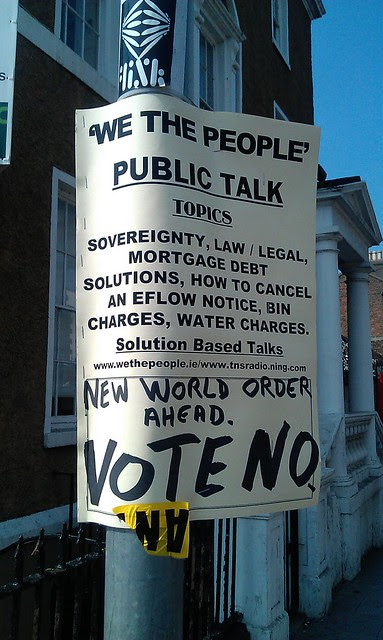 'WE THE PEOPLE'
PUBLIC TALK
TOPICS
SOVEREIGNTY, LAW / LEGAL,
MORTGAGE DEBT
SOLUTIONS, HOW TO CANCEL
AN EFLOW NOTICE, BIN
CHARGES, WATER CHARGES.
Solution Based Talks
www.wethepeople.ie/www.tnsradio.ning.com
NEW WORLD ORDER
AHEAD.
VOTE NO
AN